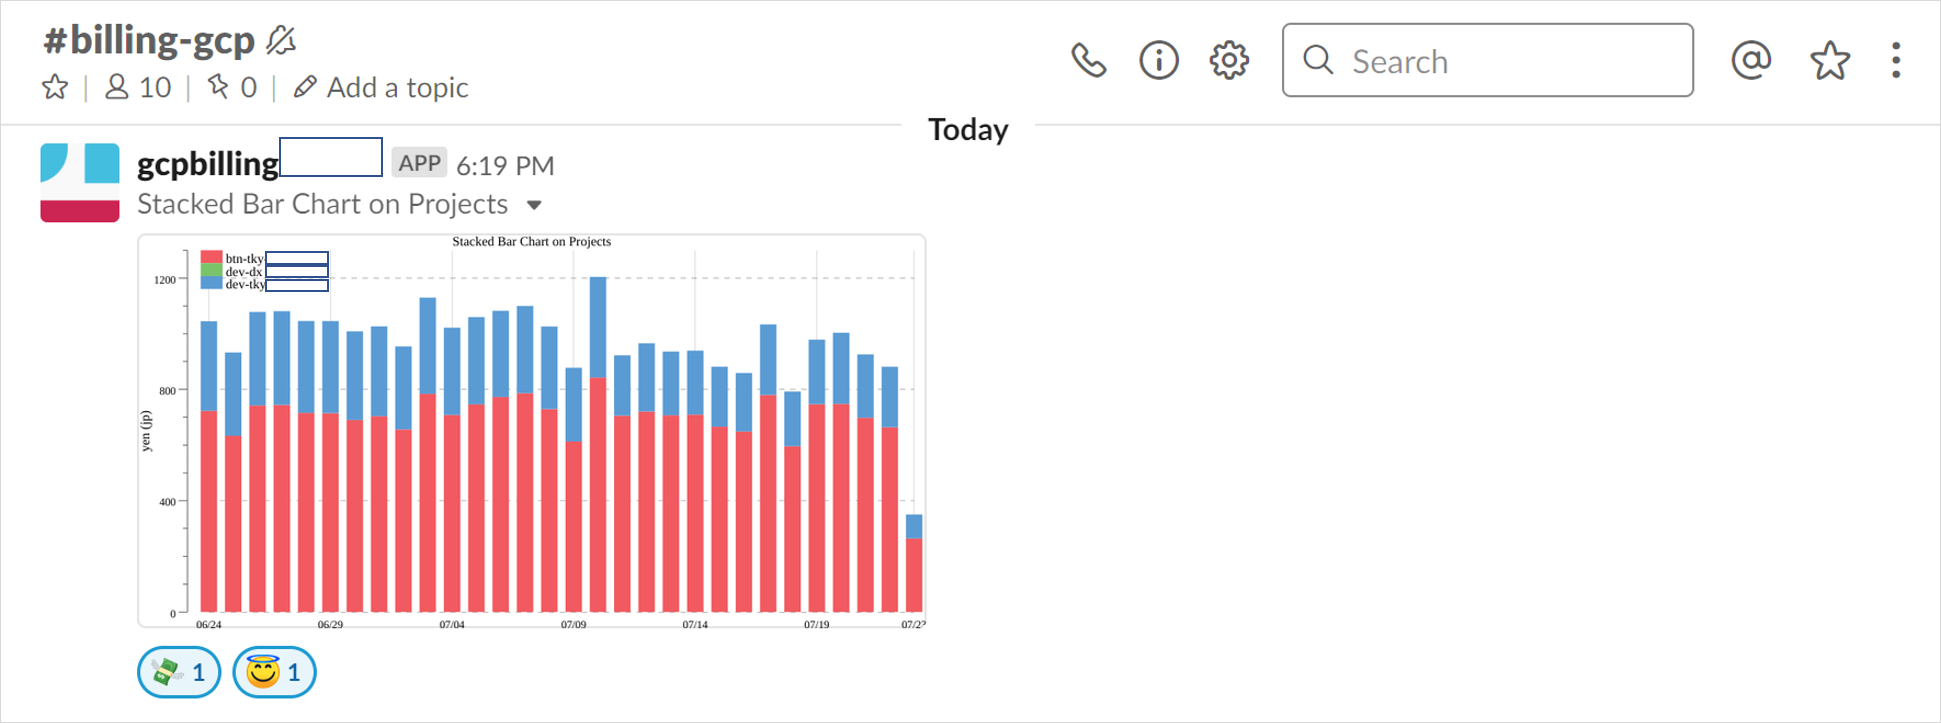 #billing-gcp
10 0 Add a topic
Search
Today
gcpbilling APP 6:19 PM
Stacked Bar Chart on Projects
Stacked Bar Chart on Projects
btn-tky
dev-dx
dev-tky
1200
800
400
0
yen (jp)
06/24 06/29 07/04 07/09 07/14 07/19
1 1